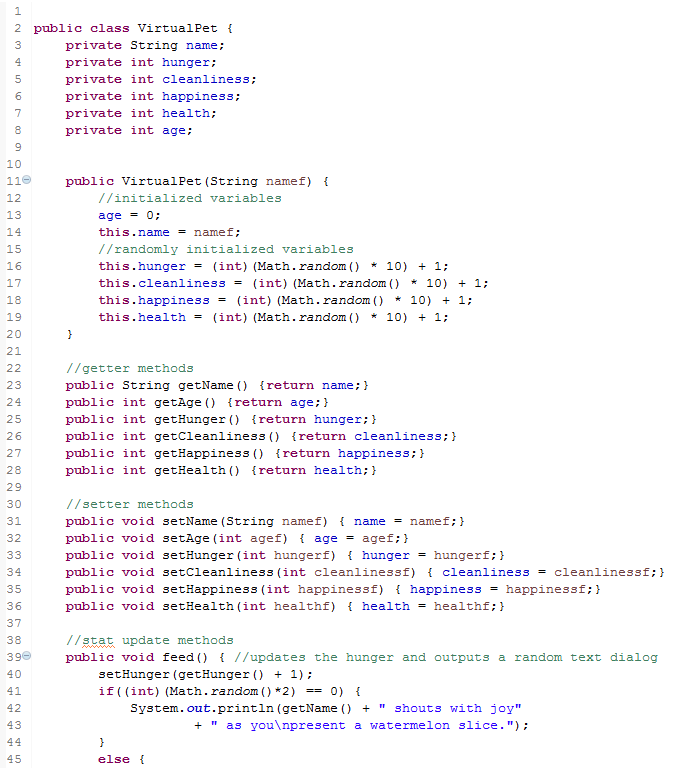 1
2 public class VirtualPet {
3     private String name;
4     private int hunger;
5     private int cleanliness;
6     private int happiness;
7     private int health;
8     private int age;
9
10
11     public VirtualPet(String namef) {
12         //initialized variables
13         age = 0;
14         this.name = namef;
15         //randomly initialized variables
16         this.hunger = (int)(Math.random() * 10) + 1;
17         this.cleanliness = (int)(Math.random() * 10) + 1;
18         this.happiness = (int)(Math.random() * 10) + 1;
19         this.health = (int)(Math.random() * 10) + 1;
20     }
21
22     //getter methods
23     public String getName() {return name;}
24     public int getAge() {return age;}
25     public int getHunger() {return hunger;}
26     public int getCleanliness() {return cleanliness;}
27     public int getHappiness() {return happiness;}
28     public int getHealth() {return health;}
29
30     //setter methods
31     public void setName(String namef) { name = namef;}
32     public void setAge(int agef) { age = agef;}
33     public void setHunger(int hungerf) { hunger = hungerf;}
34     public void setCleanliness(int cleanlinessf) { cleanliness = cleanlinessf;}
35     public void setHappiness(int happinessf) { happiness = happinessf;}
36     public void setHealth(int healthf) { health = healthf;}
37
38     //stat update methods
39     public void feed() { //updates the hunger and outputs a random text dialog
40         setHunger(getHunger() + 1);
41         if((int)(Math.random()*2) == 0) {
42             System.out.println(getName() + " shouts with joy"
43                     + " as you\npresent a watermelon slice.");
44         }
45         else {